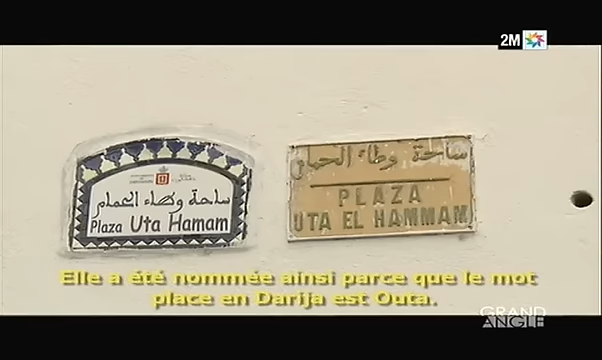 2M
ساحة وطاء الحمام
Plaza Uta Hamam
ساحة وطاء الحمام
PLAZA
UTA EL HAMMAM
Elle a été nommée ainsi parce que le mot
place en Darija est Outa.
GRAND
ANGLE